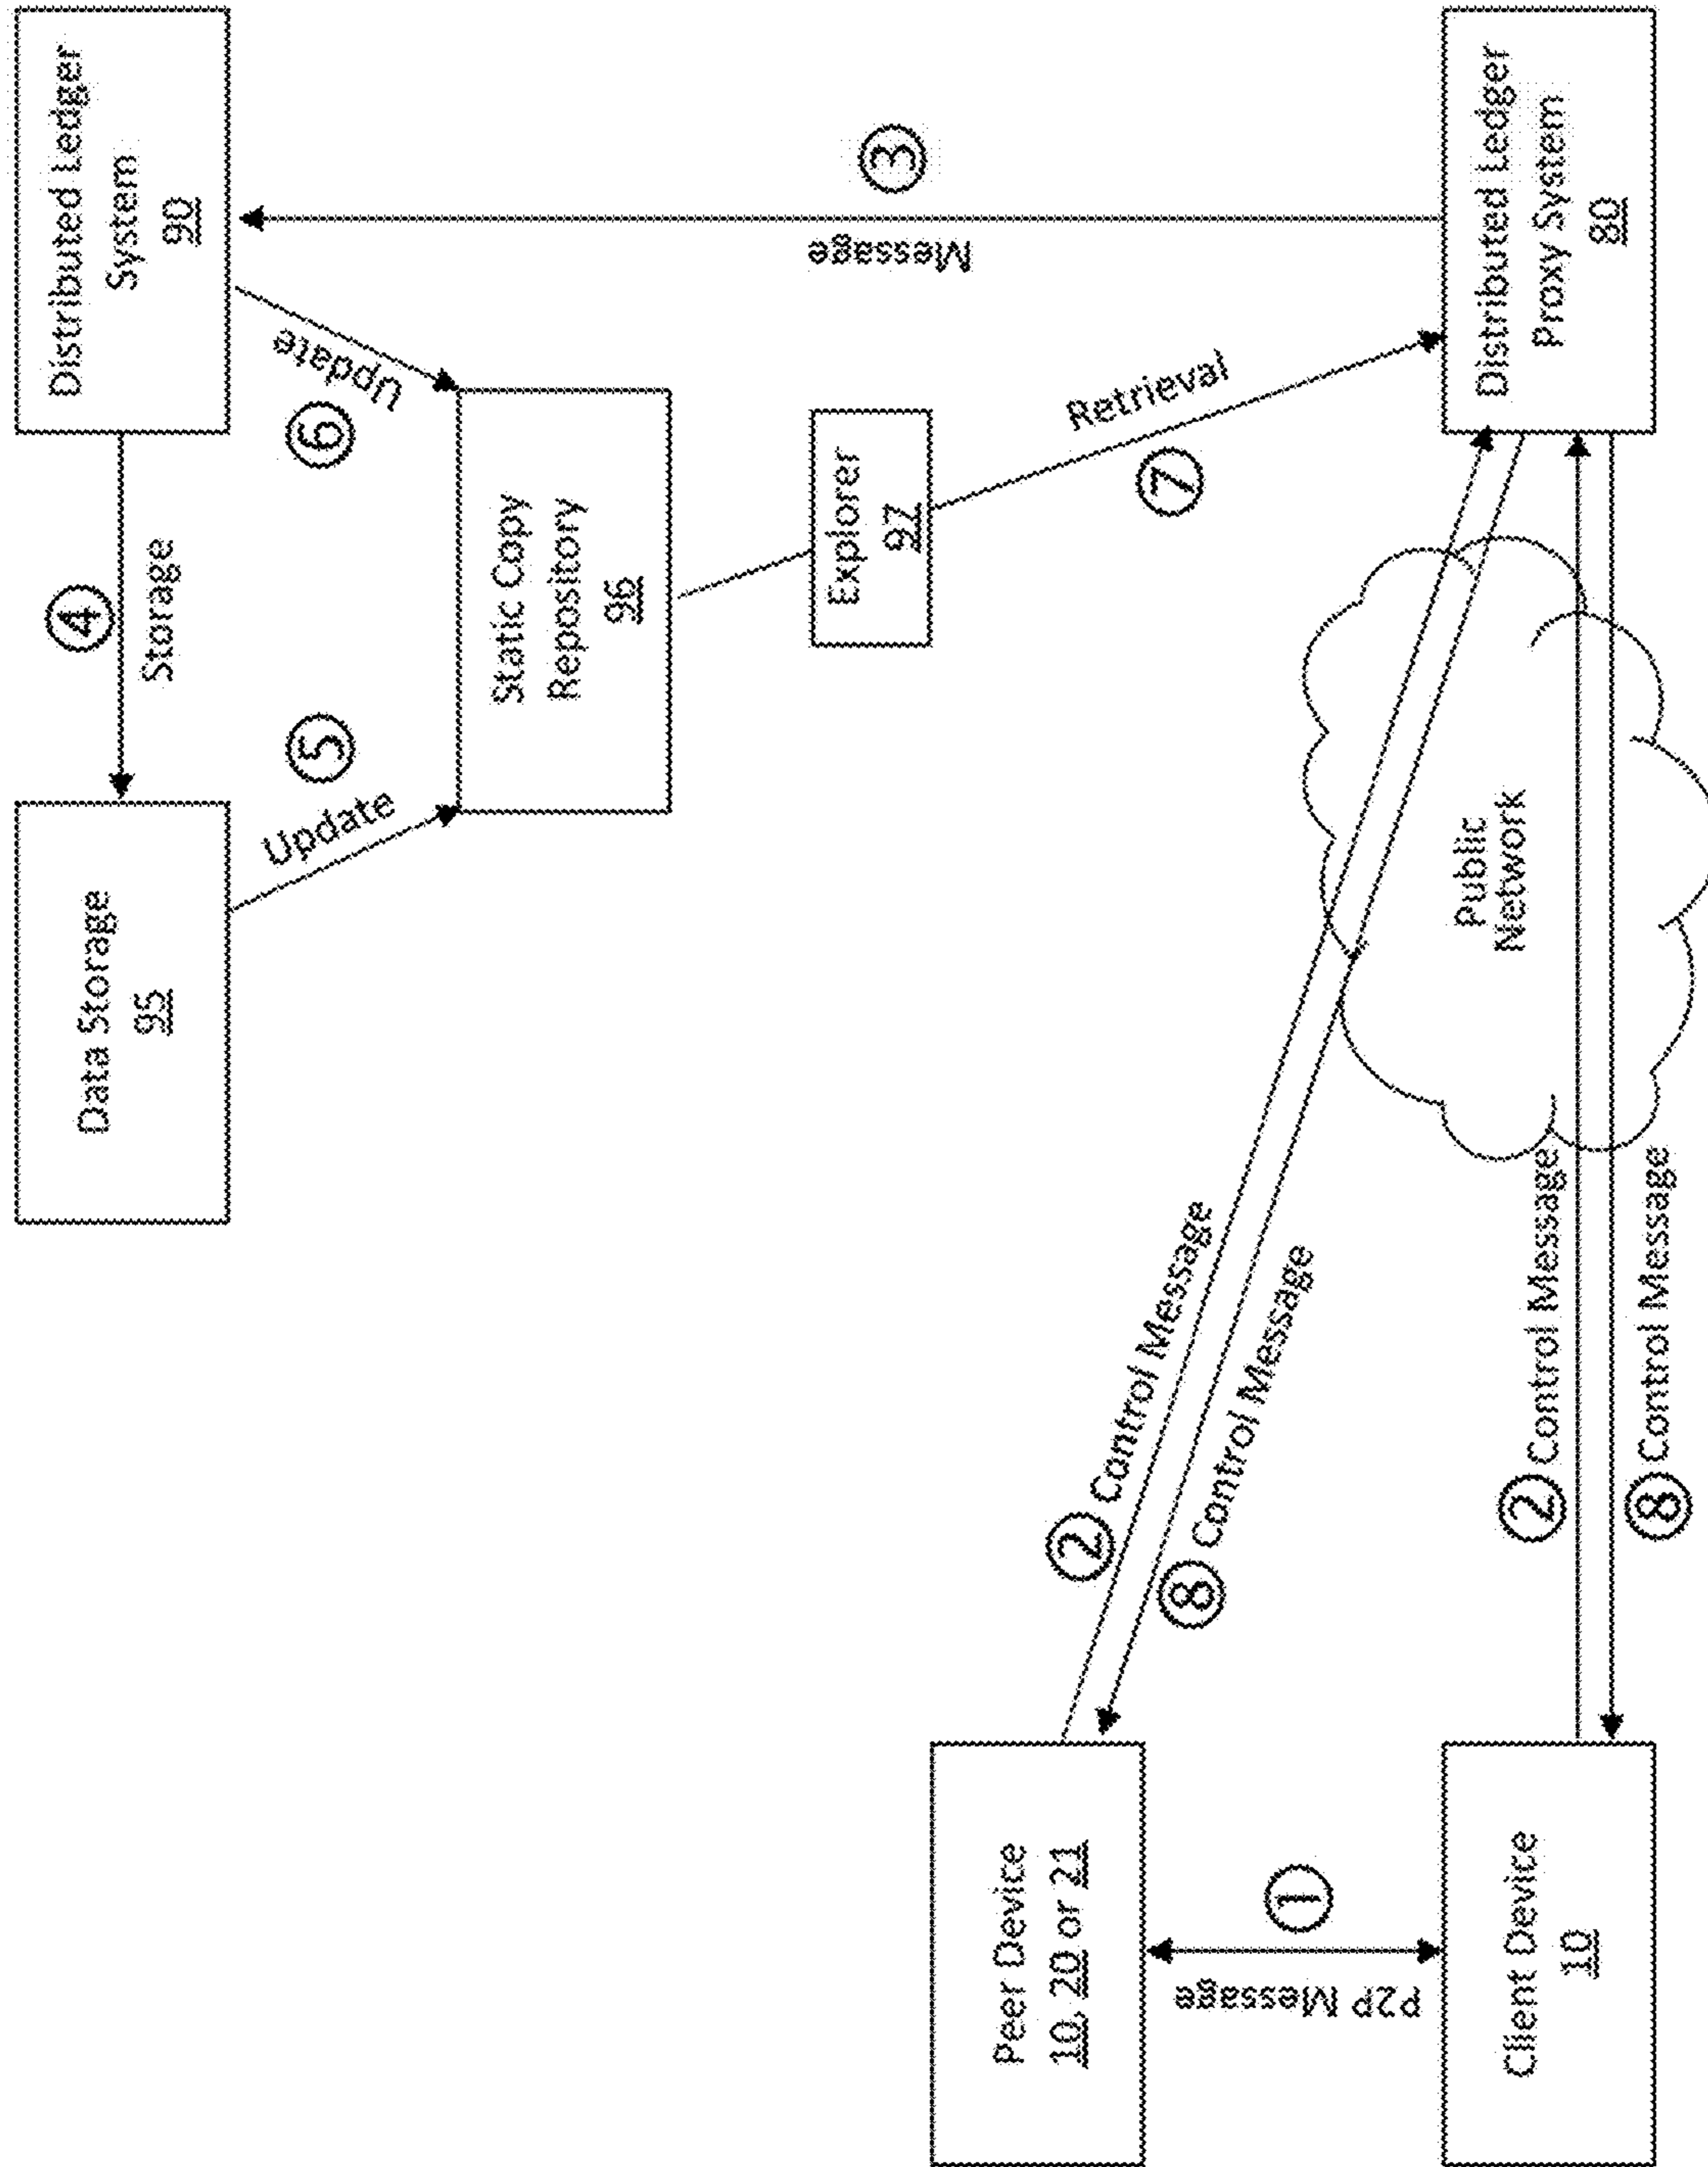 Data Storage
95
④
Storage
Distributed Ledger
System
90
Update
⑤
⑥
Update
Static Copy
Repository
96
Explorer
97
⑦
Retrieval
③
Message
Peer Device
10, 20 or 21
② Control Message
⑧ Control Message
P2P Message
①
Public
Network
Client Device
10
② Control Message
⑧ Control Message
Distributed Ledger
Proxy System
80